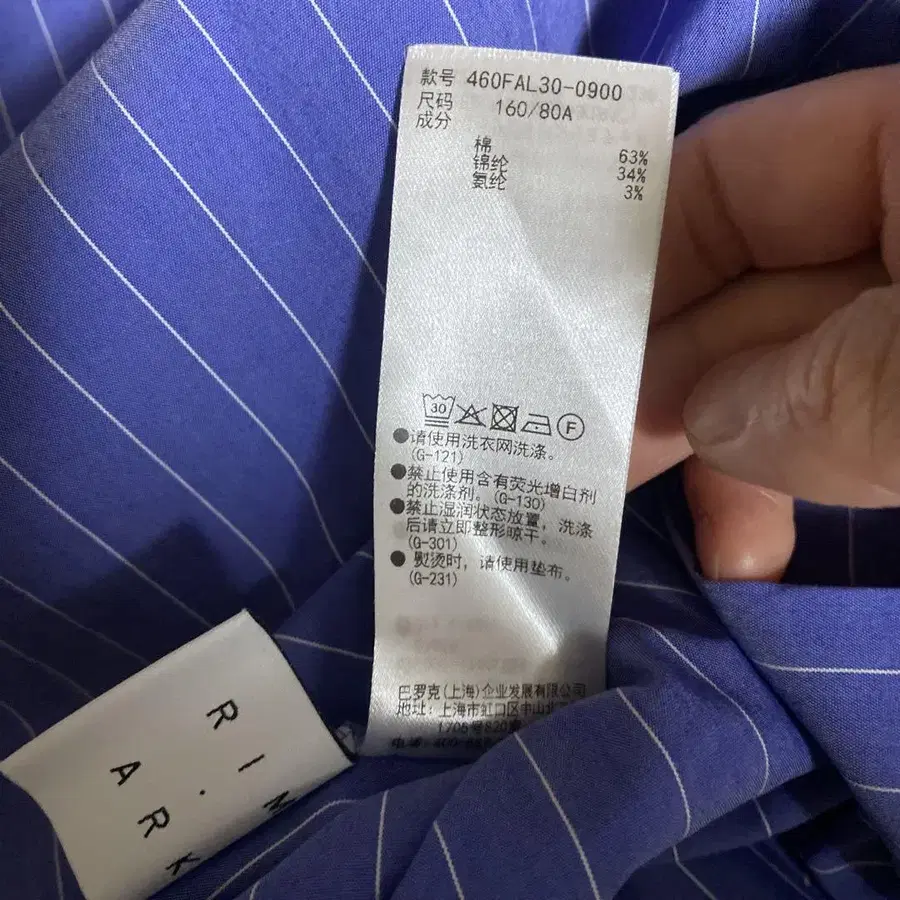 款号 460FAL30-0900
尺码 160/80A
成分
棉 63%
锦纶 34%
氨纶 3%
30
F
●请使用洗衣网洗涤。
(G-121)
●禁止使用含有荧光增白剂
的洗涤剂。(G-130)
●禁止湿润状态放置，洗涤
后请立即整形晾干。
(G-301)
●熨烫时，请使用垫布。
(G-231)
巴罗克(上海)企业发展有限公司
地址：上海市虹口区中山北
RIM
ARK